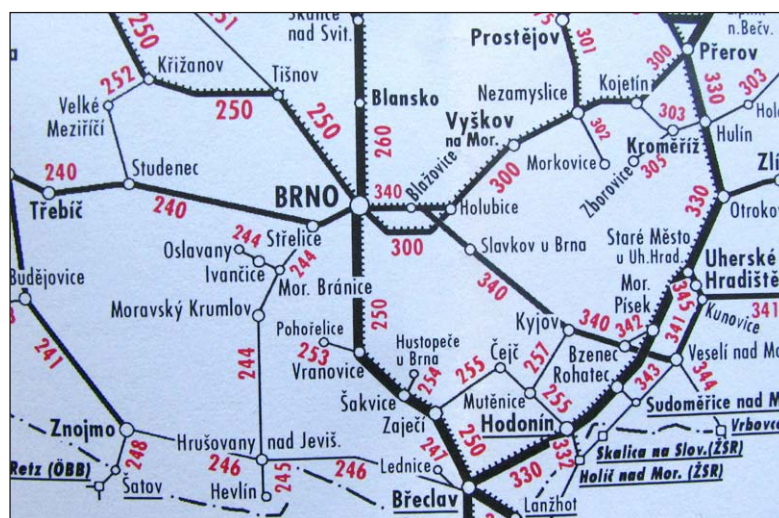 Skalice
nad Svit.
251
250
Prostějov
301
Přerov
300
330
303
Křižanov
252
Tišnov
250
250
Blansko
260
Nezamyslice
Kojetín
Velké
Meziříčí
Vyškov
na Mor.
302
303
Kroměříž
Hulín
Morkovice
305
Zborovice
240
Studenec
Třebíč
240
BRNO
340
Blažovice
300
Holubice
300
330
Otrokov
Střelice
244
Oslavany
Ivančice
244
Mor. Bránice
Slavkov u Brna
340
Staré Město
u Uh.Hrad.
Uherské
Hradiště
Budějovice
Moravský Krumlov
250
Mor.
Písek
345
341
Kunovice
341
Pohořelice
253
Vranovice
Hustopeče
u Brna
254
Kyjov
340
342
257
Čejč
255
Bzenec
Rohatec
Veselí nad Mo
241
244
Šakvice
Mutěnice
255
343
344
Zaječí
Hodonín
Sudoměřice nad M
Vrbovce
Znojmo
248
Hrušovany nad Jeviš.
246
245
246
247
Lednice
250
330
332
Skalica na Slov.(ŽSR)
Holíč nad Mor. (ŽSR)
Retz (ÖBB)
Šatov
Hevlín
Břeclav
Lanžhot